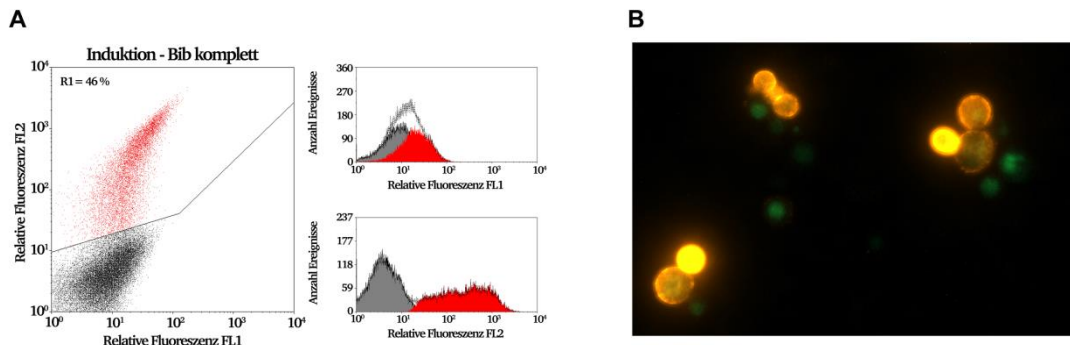 A
B
Induktion - Bib komplett
R1 = 46 %
Relative Fluoreszenz FL2
10⁴
10³
10²
10¹
10⁰
10⁰ 10¹ 10² 10³ 10⁴
Relative Fluoreszenz FL1
Anzahl Ereignisse
360
270
180
90
0
10⁰ 10¹ 10² 10³ 10⁴
Relative Fluoreszenz FL1
Anzahl Ereignisse
237
177
118
59
0
10⁰ 10¹ 10² 10³ 10⁴
Relative Fluoreszenz FL2